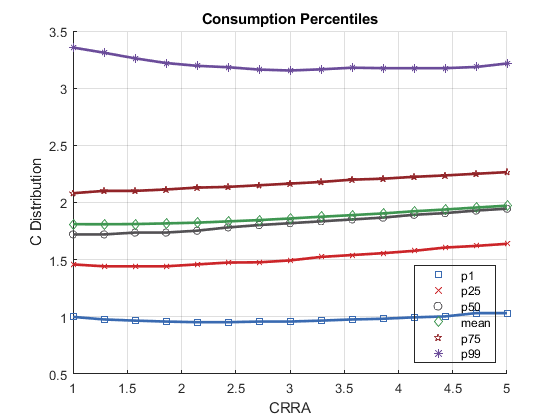 Consumption Percentiles
3.5
3
2.5
2
1.5
1
0.5
C Distribution
1 1.5 2 2.5 3 3.5 4 4.5 5
CRRA
p1
p25
p50
mean
p75
p99